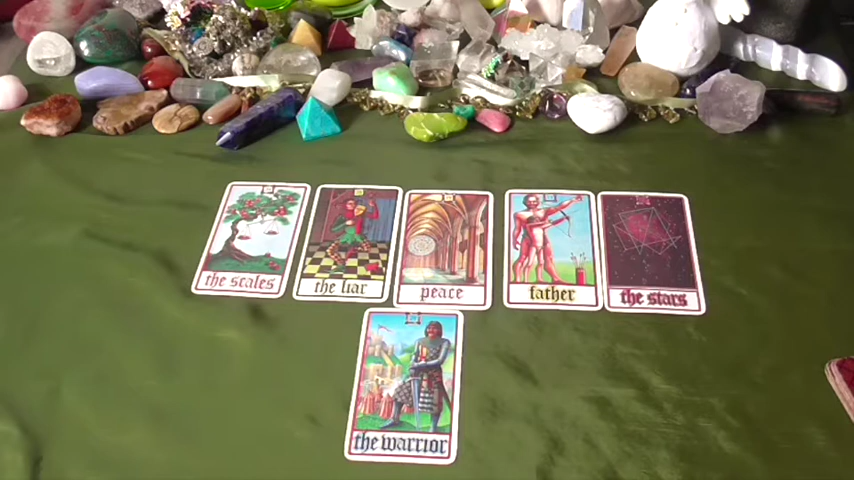 the scales
the liar
peace
father
the stars
the warrior